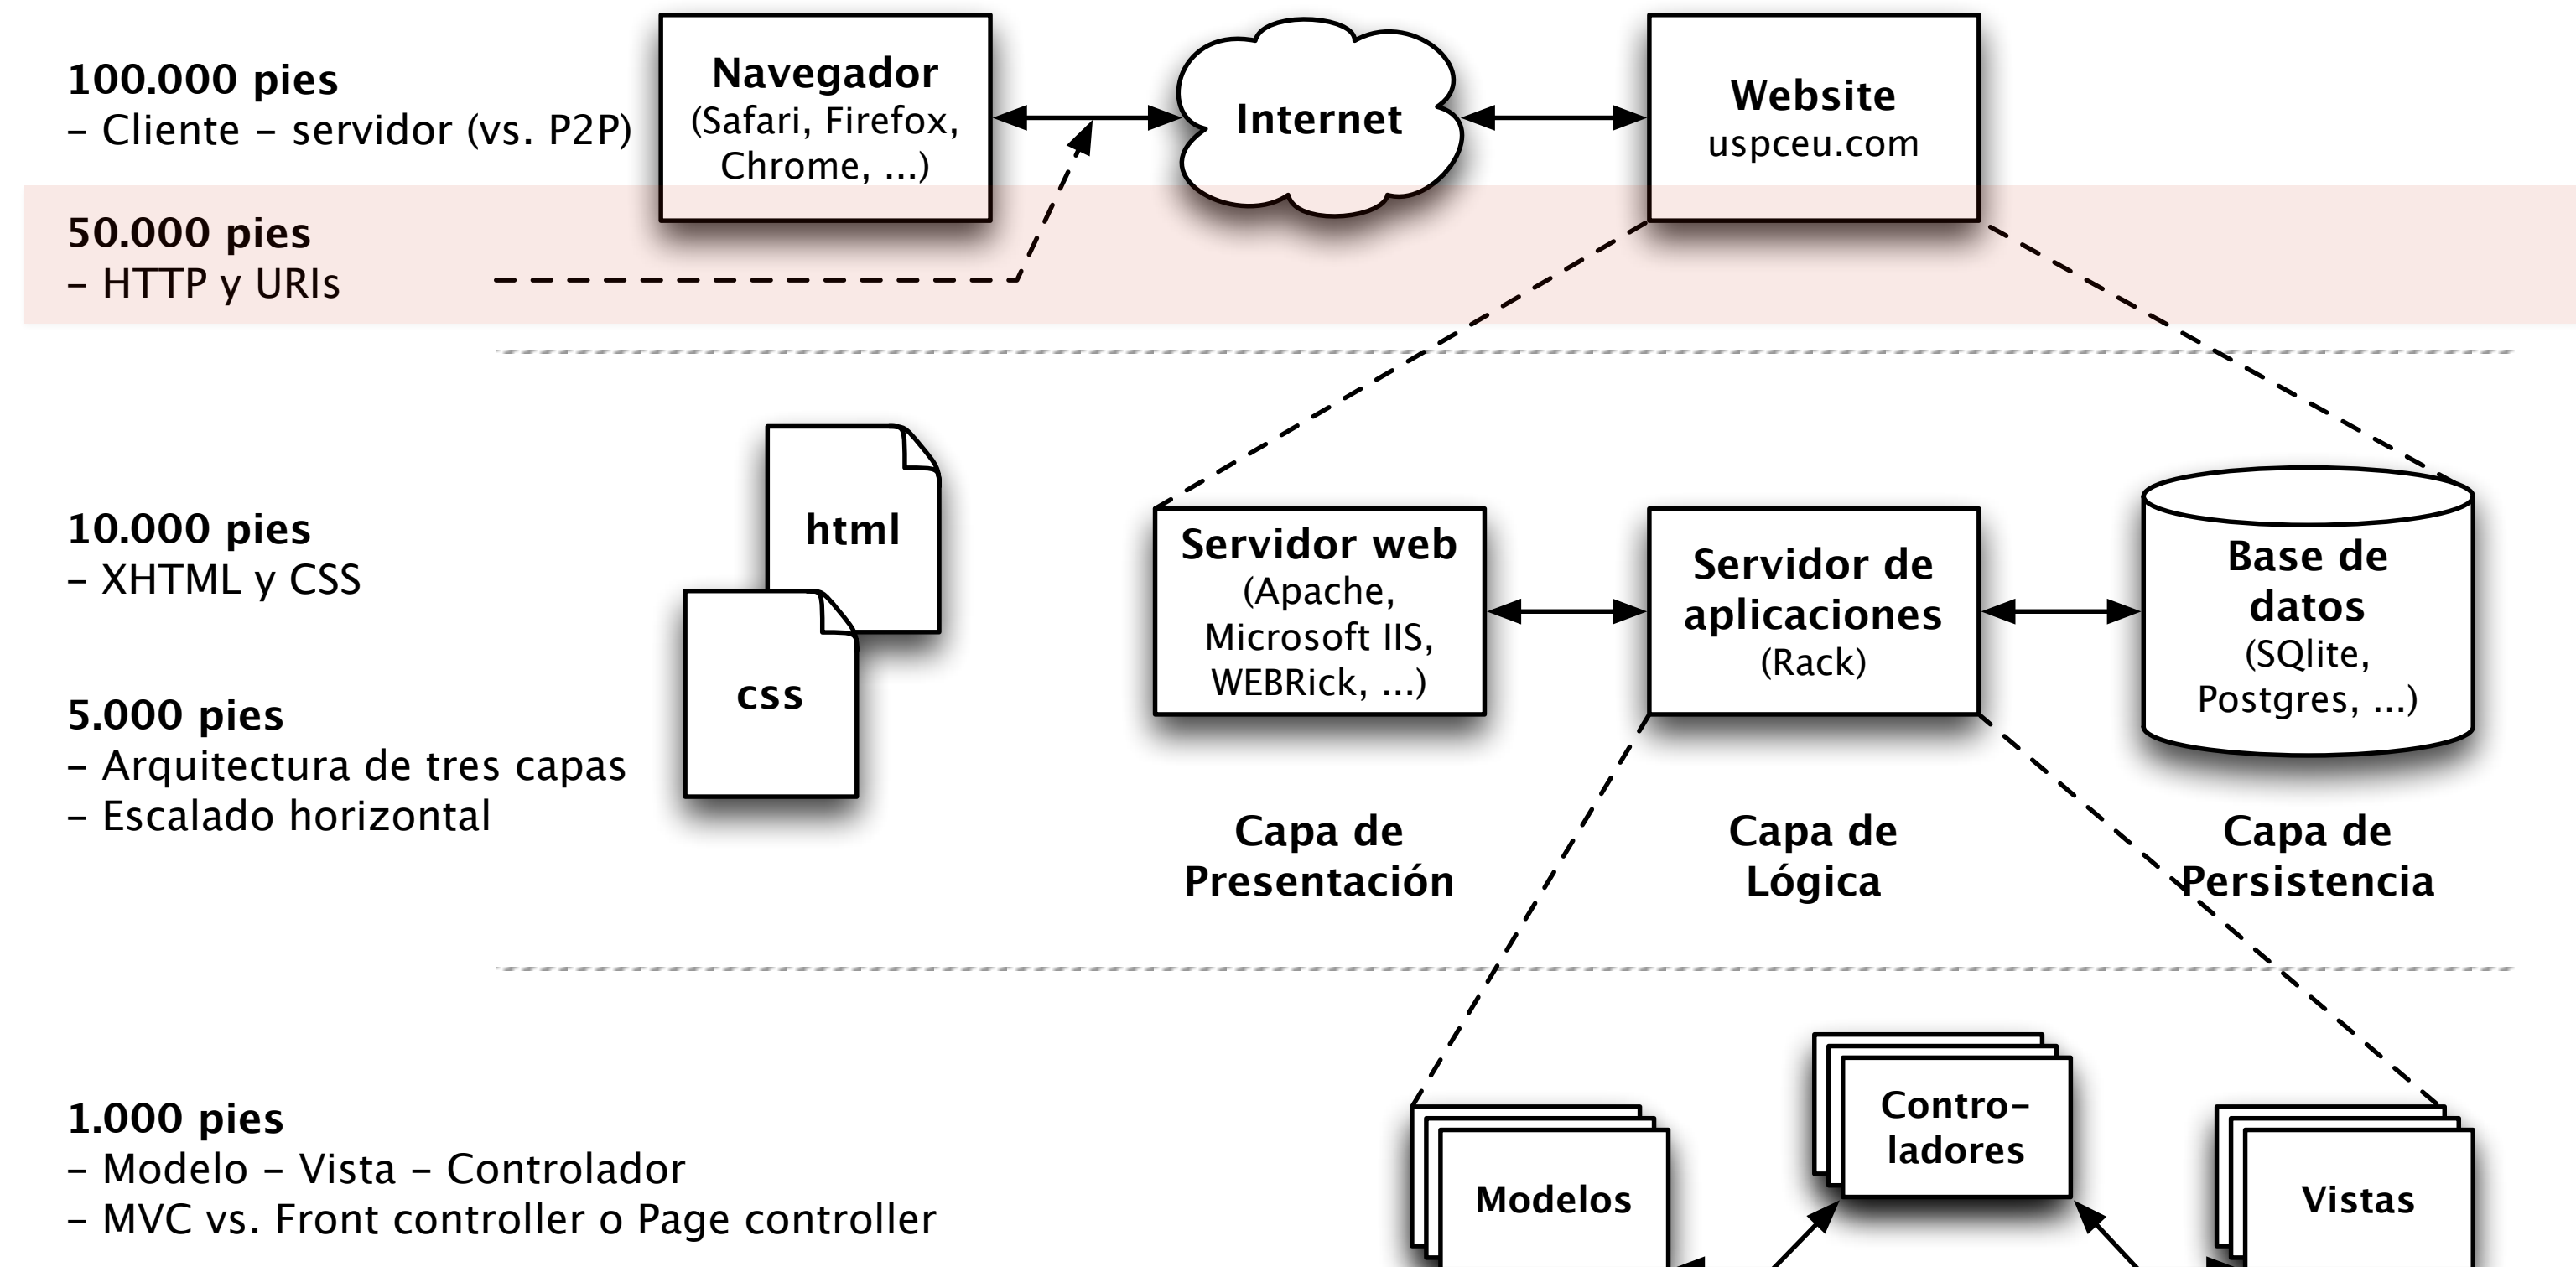 100.000 pies
– Cliente – servidor (vs. P2P)
Navegador
(Safari, Firefox,
Chrome, ...)
Internet
Website
uspceu.com
50.000 pies
– HTTP y URIs
10.000 pies
– XHTML y CSS
html
css
5.000 pies
– Arquitectura de tres capas
– Escalado horizontal
Servidor web
(Apache,
Microsoft IIS,
WEBRick, ...)
Servidor de
aplicaciones
(Rack)
Base de
datos
(SQlite,
Postgres, ...)
Capa de
Presentación
Capa de
Lógica
Capa de
Persistencia
1.000 pies
– Modelo – Vista – Controlador
– MVC vs. Front controller o Page controller
Modelos
Contro–
ladores
Vistas